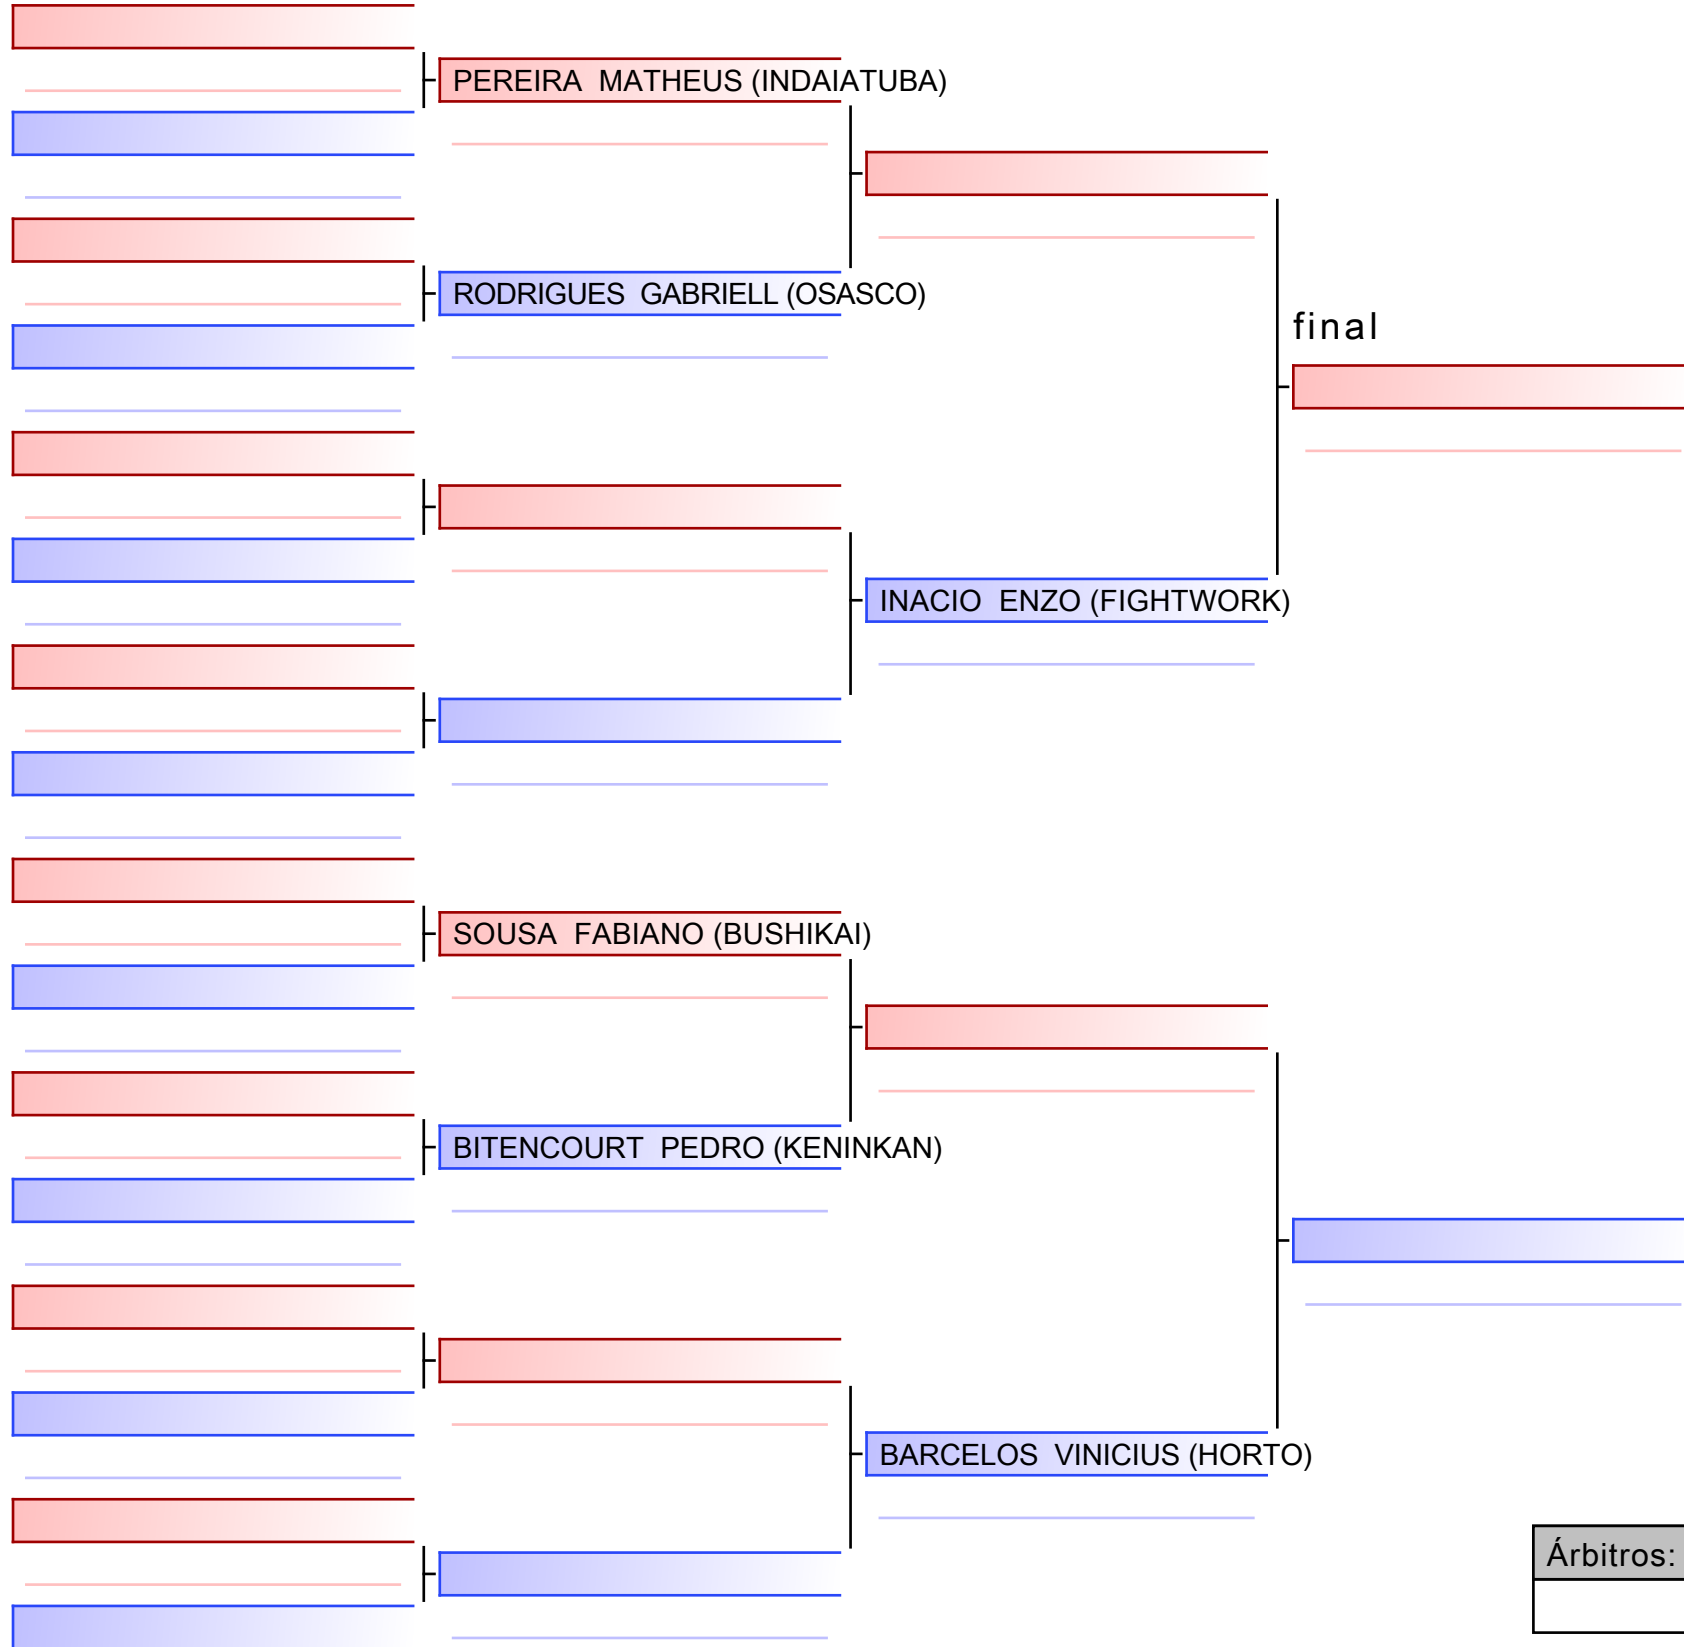 PEREIRA  MATHEUS (INDAIATUBA)
RODRIGUES  GABRIELL (OSASCO)
final
INACIO  ENZO (FIGHTWORK)
SOUSA  FABIANO (BUSHIKAI)
BITENCOURT  PEDRO (KENINKAN)
BARCELOS  VINICIUS (HORTO)
Árbitros: